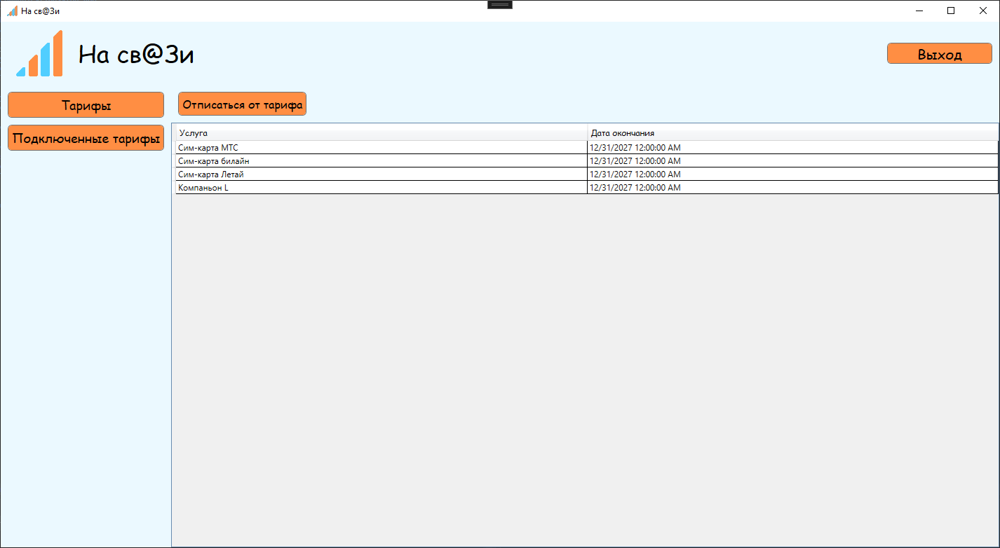 На св@Зи
На св@Зи
Выход
Тарифы
Отписаться от тарифа
Подключенные тарифы
Услуга Дата окончания
Сим-карта МТС 12/31/2027 12:00:00 AM
Сим-карта билайн 12/31/2027 12:00:00 AM
Сим-карта Летай 12/31/2027 12:00:00 AM
Компаньон L 12/31/2027 12:00:00 AM